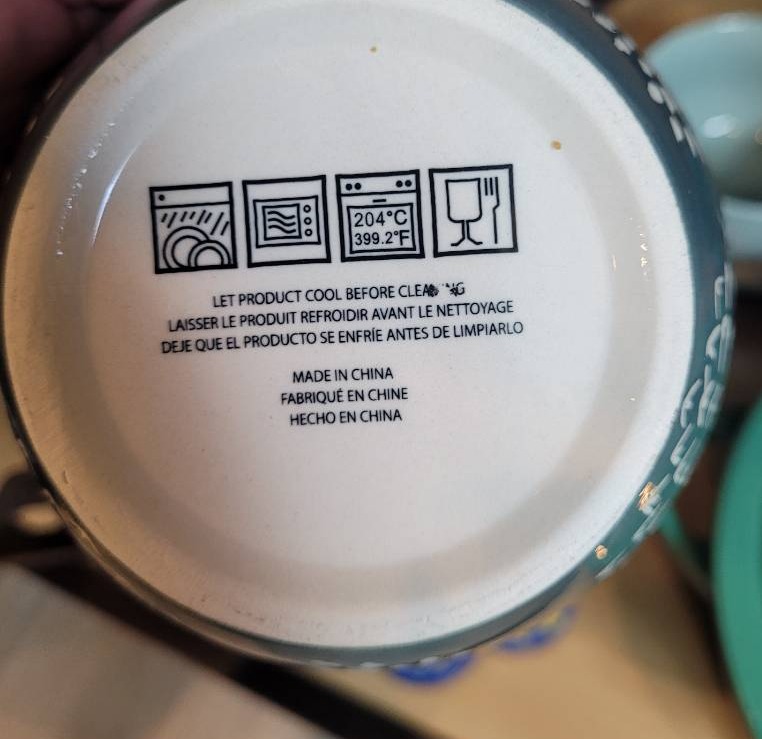 204°C
399.2°F
LET PRODUCT COOL BEFORE
LAISSER LE PRODUIT REFROIDIR AVANT LE NETTOYAGE
DEJE QUE EL PRODUCTO SE ENFRÍE ANTES DE LIMPIARLO
MADE IN CHINA
FABRIQUÉ EN CHINE
HECHO EN CHINA